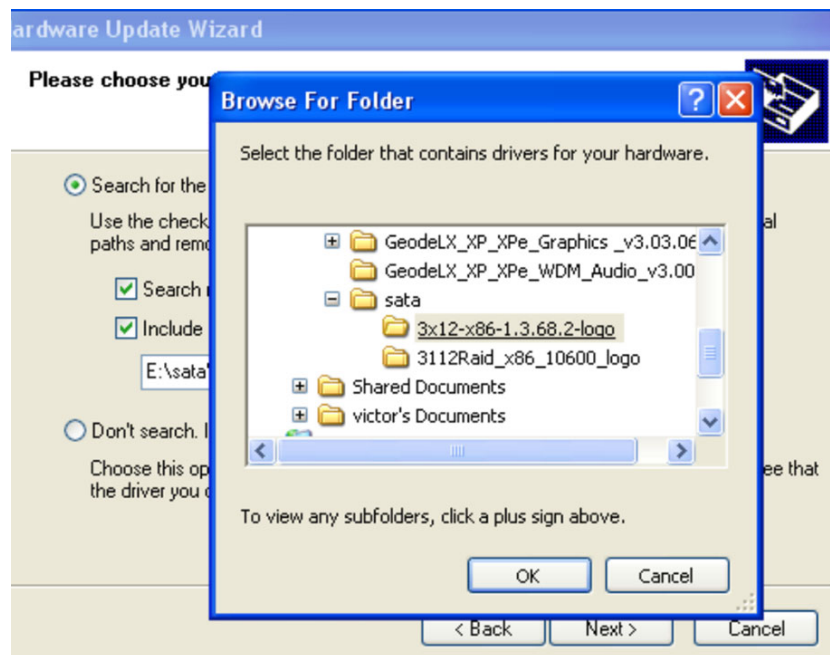 ardware Update Wizard
Please choose you
Browse For Folder
Select the folder that contains drivers for your hardware.
Search for the
Use the check
al
paths and remo
GeodeLX_XP_XPe_Graphics _v3.03.06
GeodeLX_XP_XPe_WDM_Audio_v3.00
Search
sata
Include
3x12-x86-1.3.68.2-logo
3112Raid_x86_10600_logo
E:\sata
Shared Documents
victor's Documents
Don't search. I
Choose this op
ee that
the driver you
To view any subfolders, click a plus sign above.
OK
Cancel
< Back
Next >
Cancel